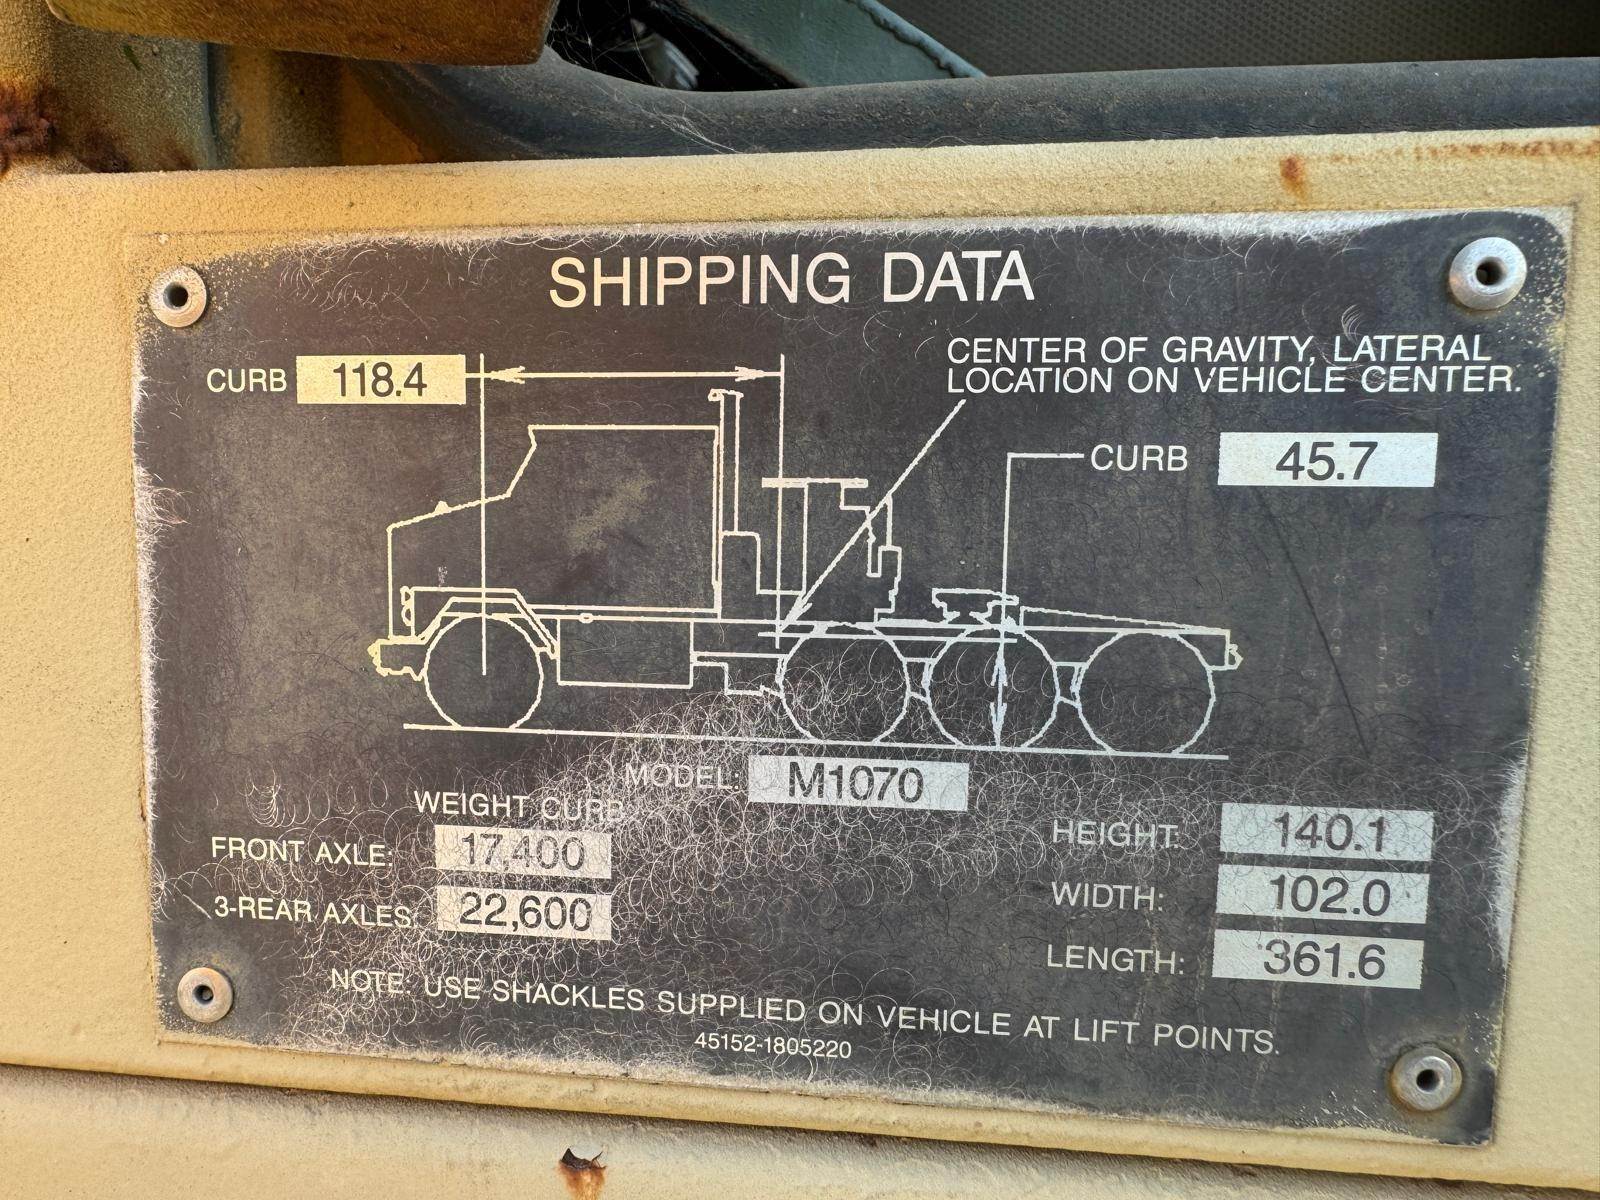 SHIPPING DATA
CURB 118.4
CENTER OF GRAVITY, LATERAL
LOCATION ON VEHICLE CENTER.
CURB 45.7
MODEL: M1070
WEIGHT CURB
FRONT AXLE: 17,400
3-REAR AXLES: 22,600
HEIGHT: 140.1
WIDTH: 102.0
LENGTH: 361.6
NOTE: USE SHACKLES SUPPLIED ON VEHICLE AT LIFT POINTS.
45152-1805220